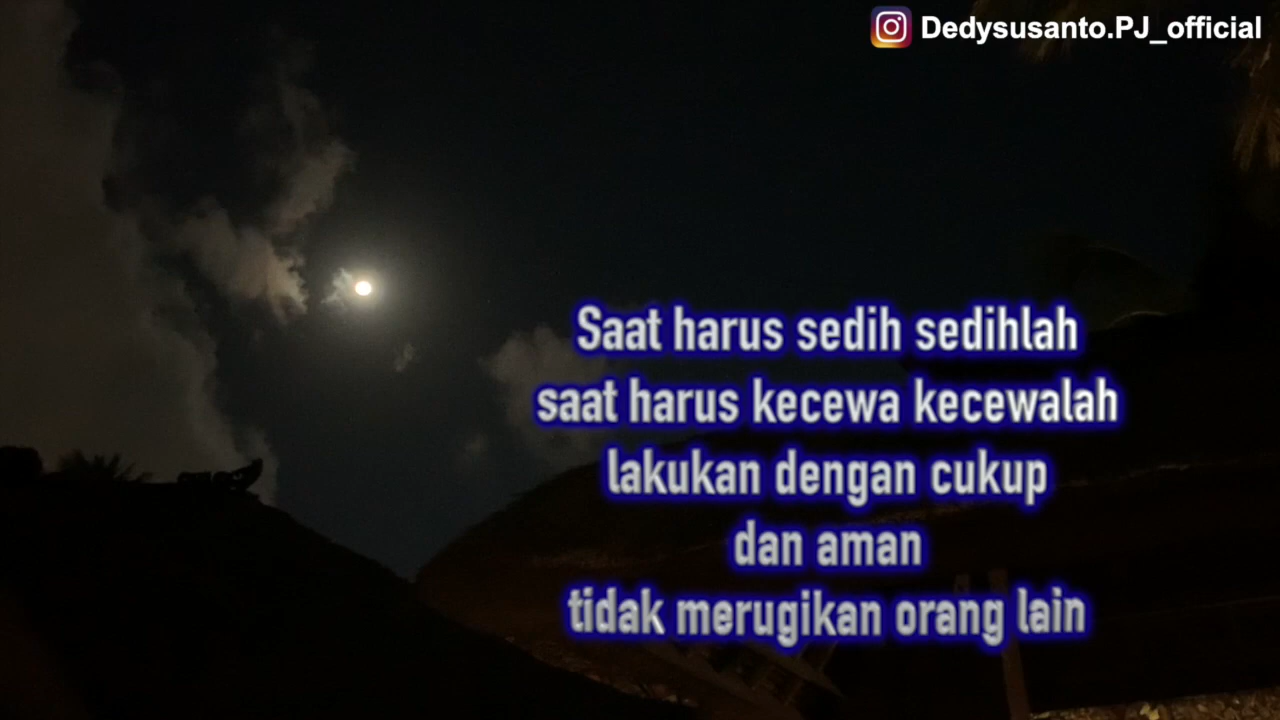 Dedysusanto.PJ_official
Saat harus sedih sedihlah
saat harus kecewa kecewalah
lakukan dengan cukup
dan aman
tidak merugikan orang lain